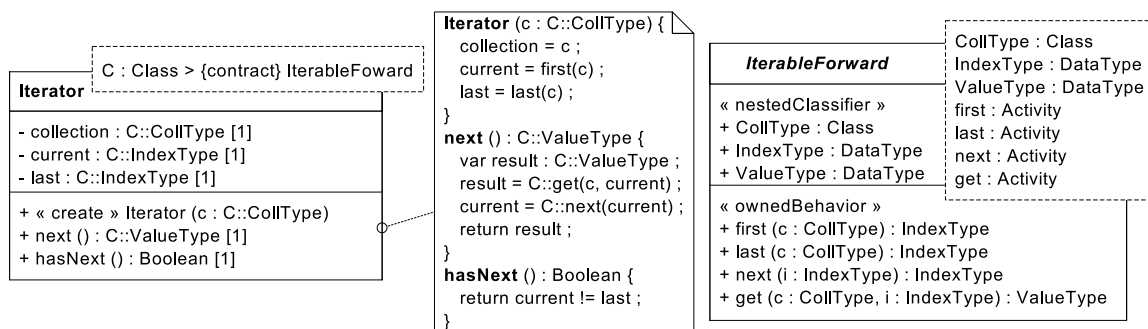 C : Class > {contract} IterableFoward
Iterator
- collection : C::CollType [1]
- current : C::IndexType [1]
- last : C::IndexType [1]
+ « create » Iterator (c : C::CollType)
+ next () : C::ValueType [1]
+ hasNext () : Boolean [1]
Iterator (c : C::CollType) {
collection = c ;
current = first(c) ;
last = last(c) ;
}
next () : C::ValueType {
var result : C::ValueType ;
result = C::get(c, current) ;
current = C::next(current) ;
return result ;
}
hasNext () : Boolean {
return current != last ;
}
IterableForward
CollType : Class
IndexType : DataType
ValueType : DataType
first : Activity
last : Activity
next : Activity
get : Activity
« nestedClassifier »
+ CollType : Class
+ IndexType : DataType
+ ValueType : DataType
« ownedBehavior »
+ first (c : CollType) : IndexType
+ last (c : CollType) : IndexType
+ next (i : IndexType) : IndexType
+ get (c : CollType, i : IndexType) : ValueType